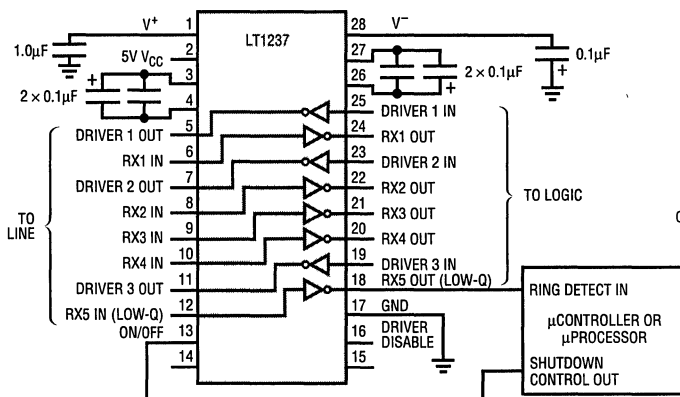 V+
1
28
V−
LT1237
1.0µF
2
5V VCC
27
0.1µF
+
+
3
2 × 0.1µF
26
2 × 0.1µF
+
+
4
25
DRIVER 1 IN
DRIVER 1 OUT
5
24
RX1 OUT
RX1 IN
6
23
DRIVER 2 IN
DRIVER 2 OUT
7
22
RX2 OUT
TO LINE
RX2 IN
8
21
RX3 OUT
TO LOGIC
RX3 IN
9
20
RX4 OUT
RX4 IN
10
19
DRIVER 3 IN
DRIVER 3 OUT
11
18
RX5 OUT (LOW-Q)
RING DETECT IN
RX5 IN (LOW-Q)
12
17
GND
µCONTROLLER OR
µPROCESSOR
ON/OFF
13
16
DRIVER
DISABLE
14
15
SHUTDOWN
CONTROL OUT